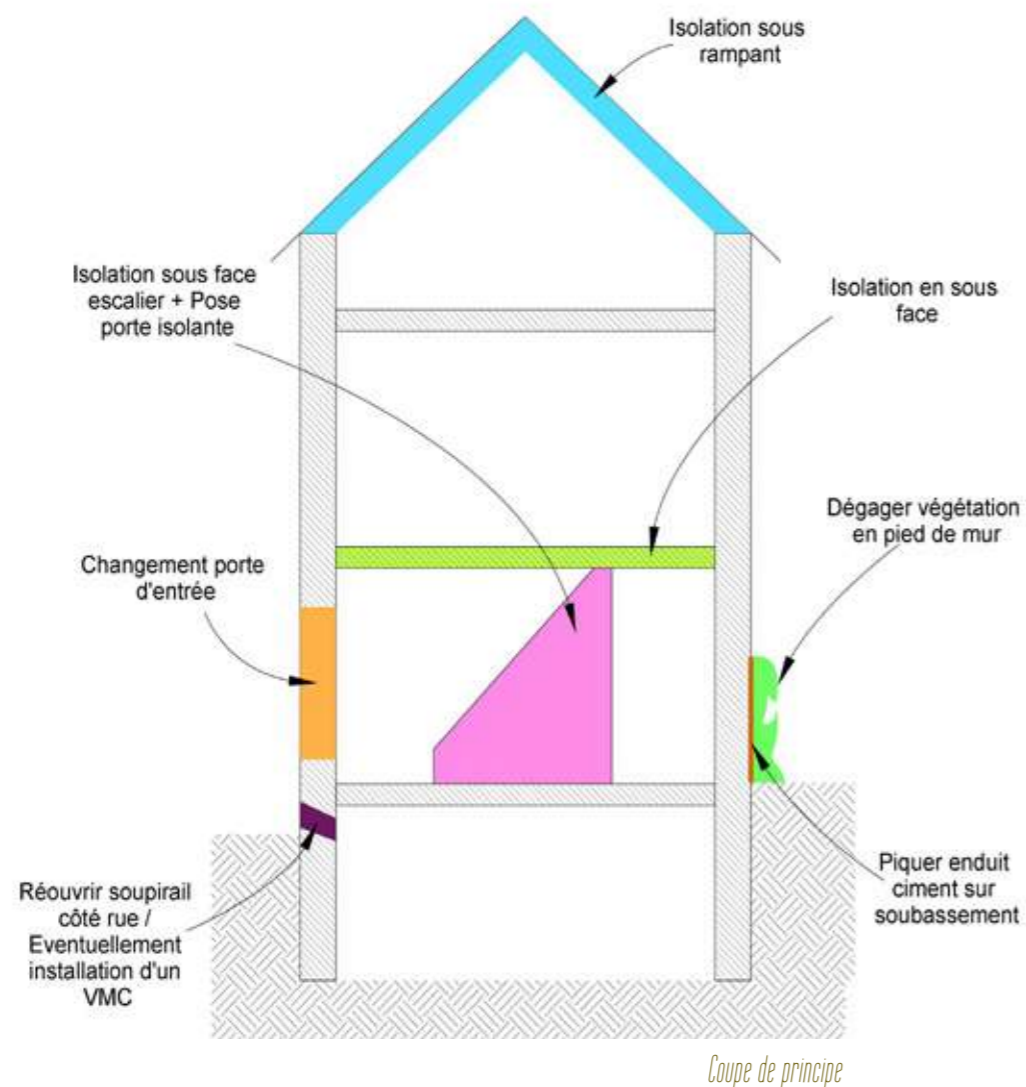 Isolation sous
rampant
Isolation sous face
escalier + Pose
porte isolante
Isolation en sous
face
Dégager végétation
en pied de mur
Changement porte
d'entrée
Réouvrir soupirail
côté rue /
Eventuellement
installation d'un
VMC
Piquer enduit
ciment sur
soubassement
Coupe de principe